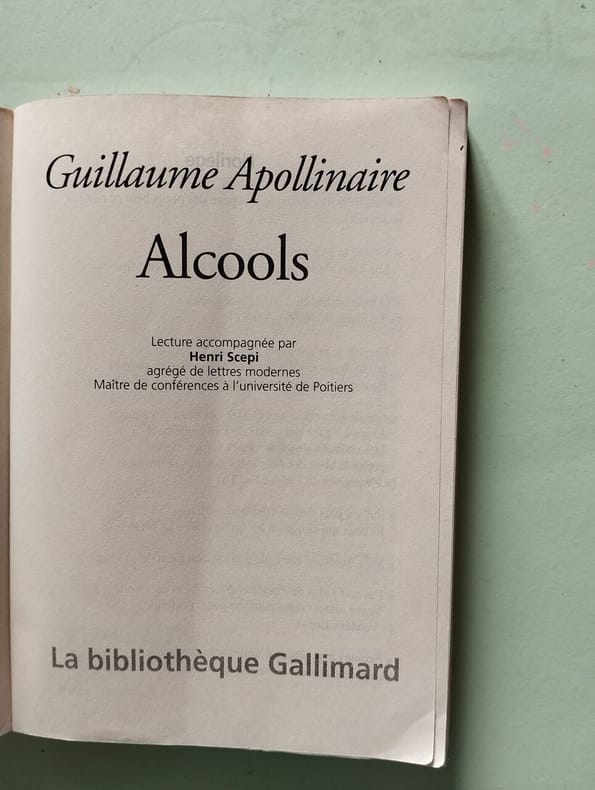 Guillaume Apollinaire
Alcools
Lecture accompagnée par
Henri Scepi
agrégé de lettres modernes
Maître de conférences à l'université de Poitiers
La bibliothèque Gallimard